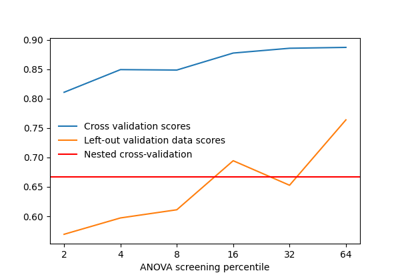 0.90
0.85
0.80
0.75
0.70
0.65
0.60
Cross validation scores
Left-out validation data scores
Nested cross-validation
2 4 8 16 32 64
ANOVA screening percentile